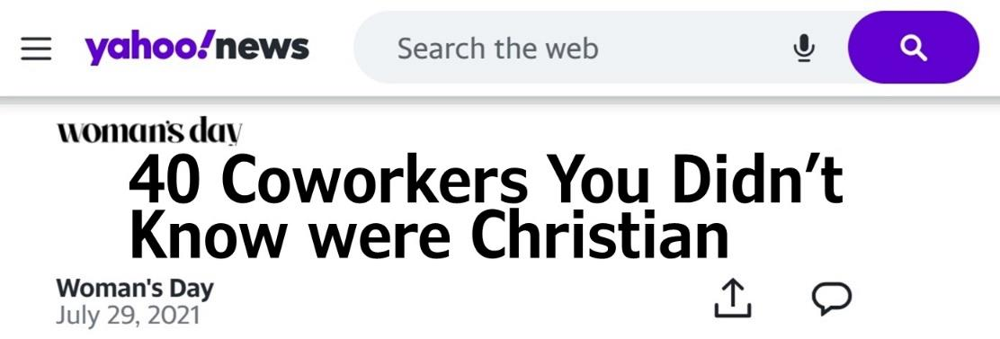 yahoo!news
Search the web
woman's day
40 Coworkers You Didn’t
Know were Christian
Woman's Day
July 29, 2021